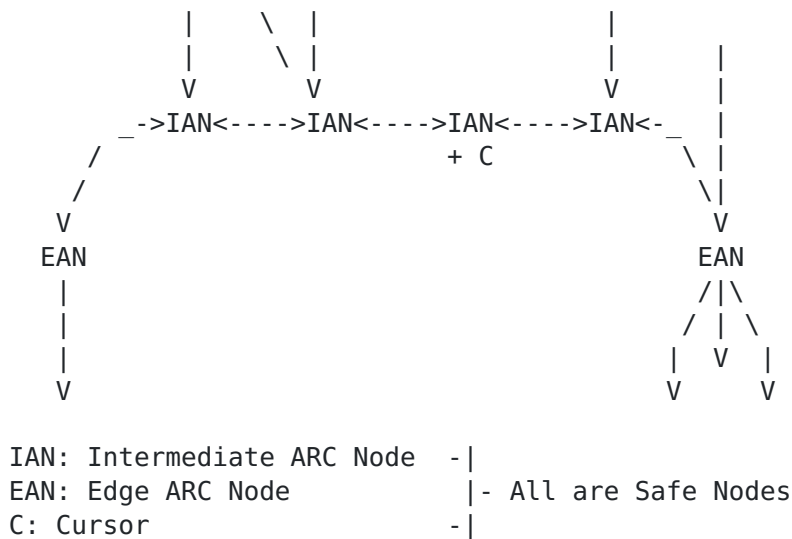 |    \  |                  |
|     \ |                  |      |
V       V                  V      |
_->IAN<---->IAN<---->IAN<---->IAN<-_  |
/                      + C            \  |
/                                       \|
V                                         V
EAN                                       EAN
|                                        /|\
|                                       / | \
|                                      |  V  |
V                                      V     V
IAN: Intermediate ARC Node  -|
EAN: Edge ARC Node           |- All are Safe Nodes
C: Cursor                   -|